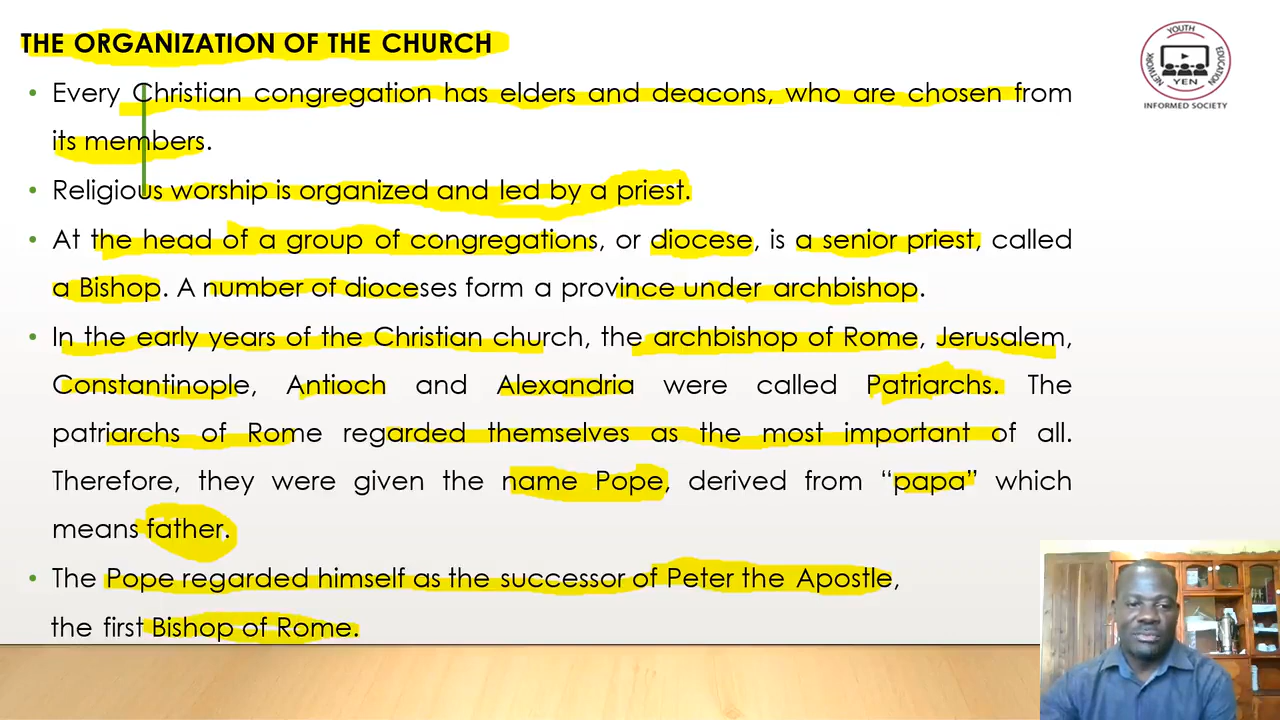 THE ORGANIZATION OF THE CHURCH
• Every Christian congregation has elders and deacons, who are chosen from
its members.
• Religious worship is organized and led by a priest.
• At the head of a group of congregations, or diocese, is a senior priest, called
a Bishop. A number of dioceses form a province under archbishop.
• In the early years of the Christian church, the archbishop of Rome, Jerusalem,
Constantinople, Antioch and Alexandria were called Patriarchs. The
patriarchs of Rome regarded themselves as the most important of all.
Therefore, they were given the name Pope, derived from “papa” which
means father.
• The Pope regarded himself as the successor of Peter the Apostle,
the first Bishop of Rome.
YOUTH
EDUCATION
NETWORK
YEN
INFORMED SOCIETY